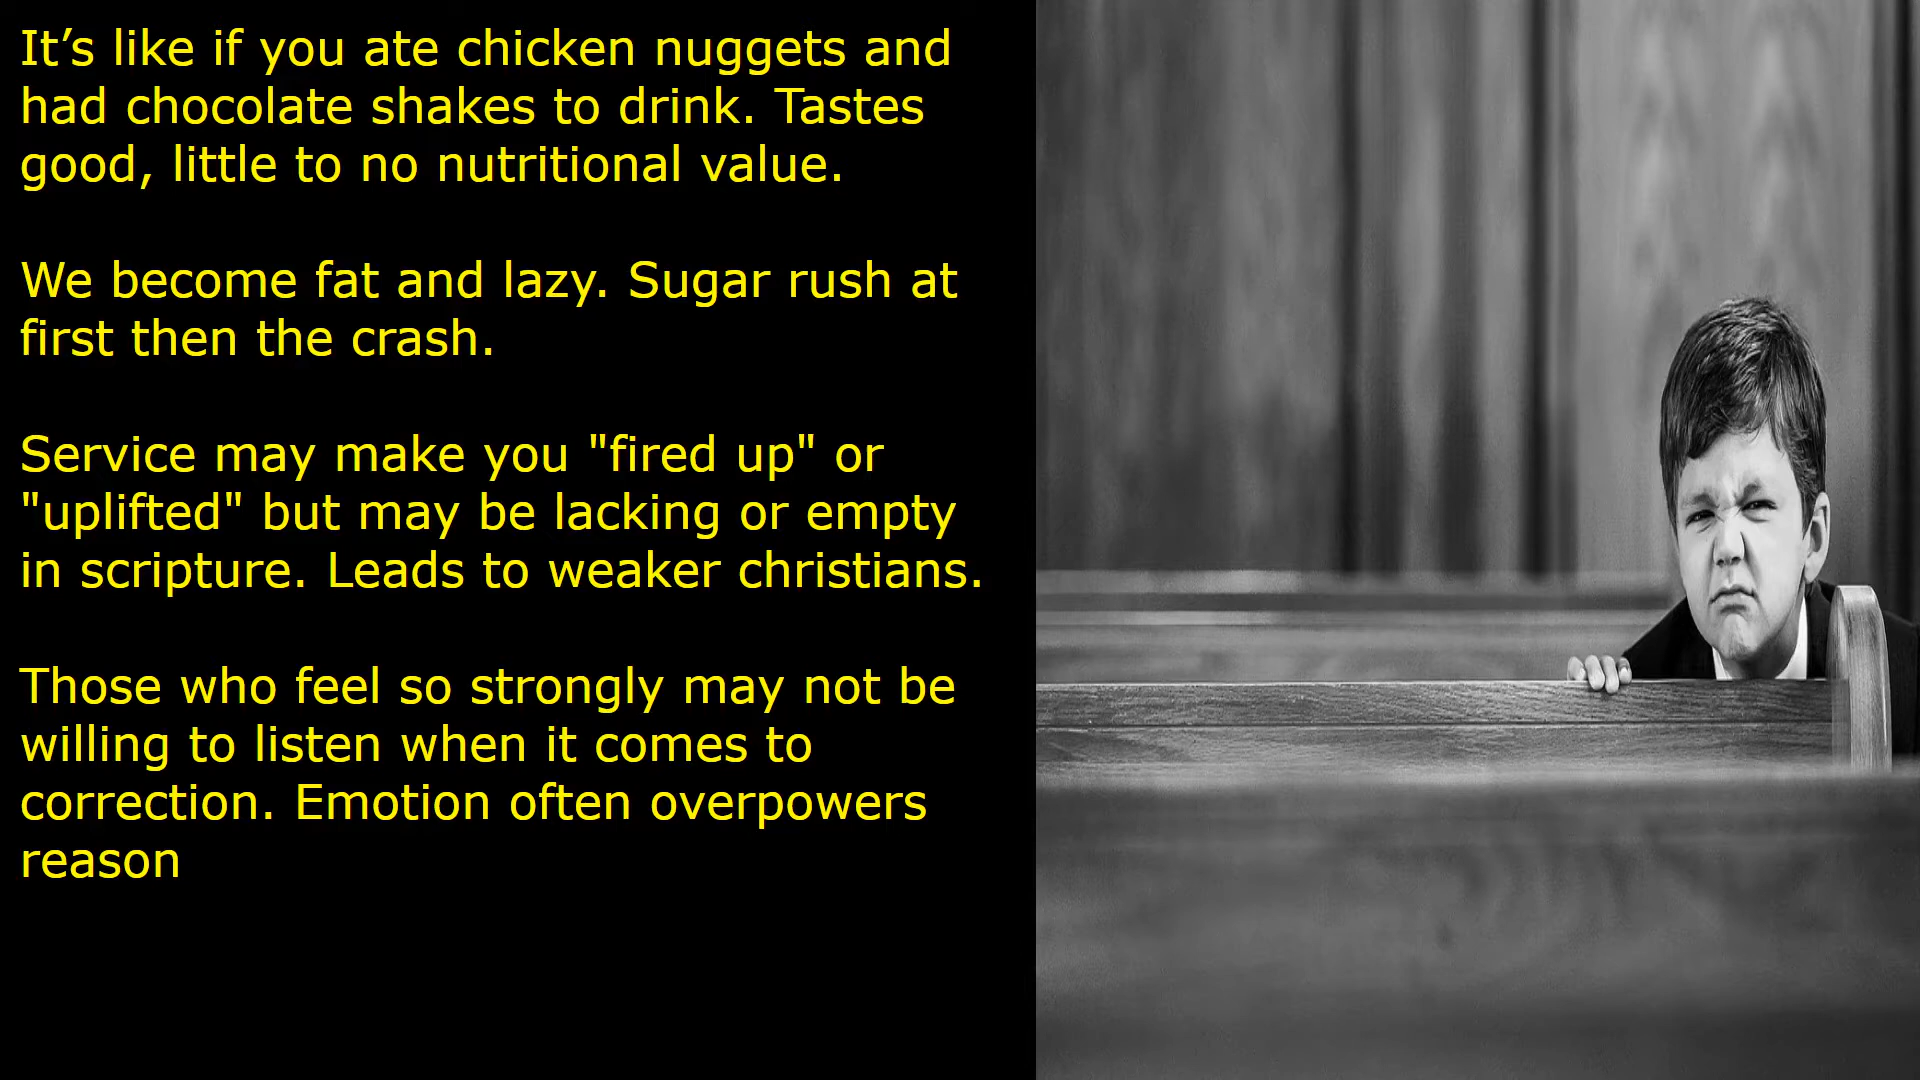 It’s like if you ate chicken nuggets and
had chocolate shakes to drink. Tastes
good, little to no nutritional value.
We become fat and lazy. Sugar rush at
first then the crash.
Service may make you "fired up" or
"uplifted" but may be lacking or empty
in scripture. Leads to weaker christians.
Those who feel so strongly may not be
willing to listen when it comes to
correction. Emotion often overpowers
reason